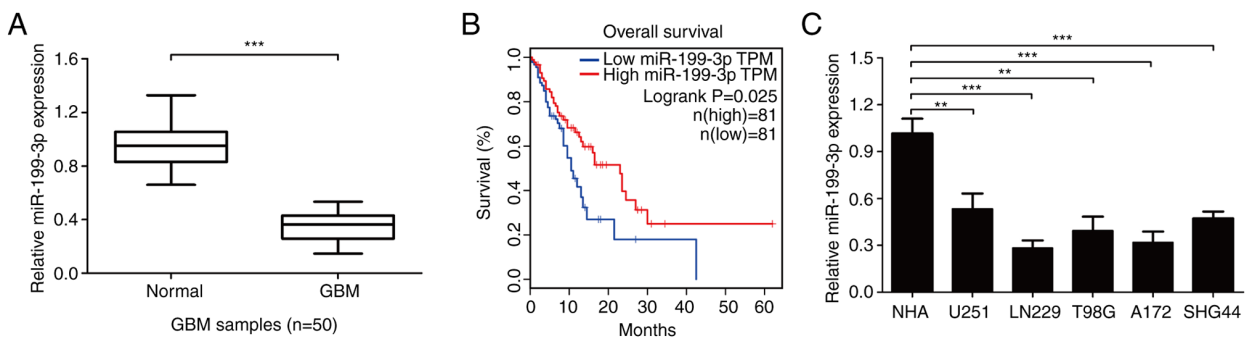 A
Relative miR-199-3p expression
1.6
1.2
0.8
0.4
0.0
***
Normal
GBM
GBM samples (n=50)
B
Overall survival
Survival (%)
1.0
0.8
0.6
0.4
0.2
0.0
Low miR-199-3p TPM
High miR-199-3p TPM
Logrank P=0.025
n(high)=81
n(low)=81
0 10 20 30 40 50 60
Months
C
Relative miR-199-3p expression
1.5
1.2
0.9
0.6
0.3
0.0
***
***
**
***
**
NHA U251 LN229 T98G A172 SHG44